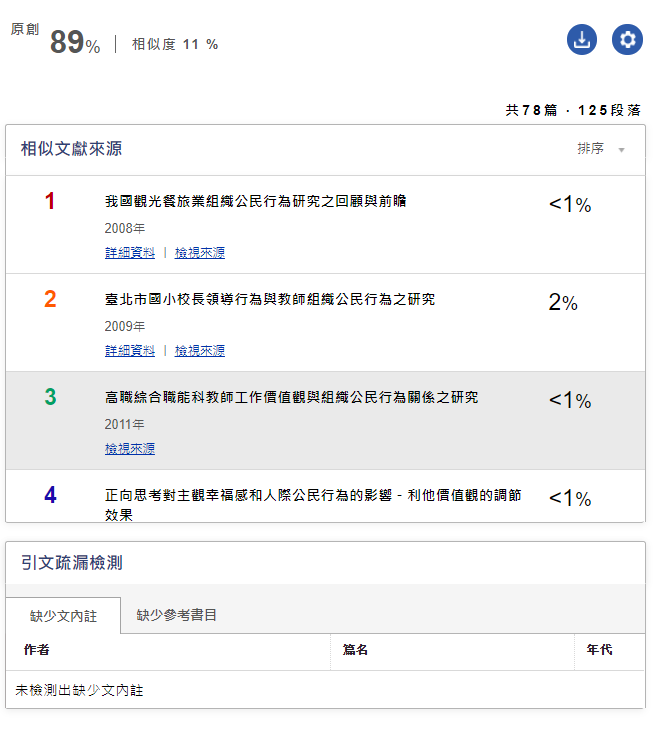 原創 89% | 相似度 11 %
共78篇 · 125段落
相似文獻來源 排序
1 我國觀光餐旅業組織公民行為研究之回顧與前瞻 <1%
2008年
詳細資料 | 檢視來源
2 臺北市國小校長領導行為與教師組織公民行為之研究 2%
2009年
詳細資料 | 檢視來源
3 高職綜合職能科教師工作價值觀與組織公民行為關係之研究 <1%
2011年
檢視來源
4 正向思考對主觀幸福感和人際公民行為的影響－利他價值觀的調節 <1%
效果
引文疏漏檢測
缺少文內註 缺少參考書目
作者 篇名 年代
未檢測出缺少文內註